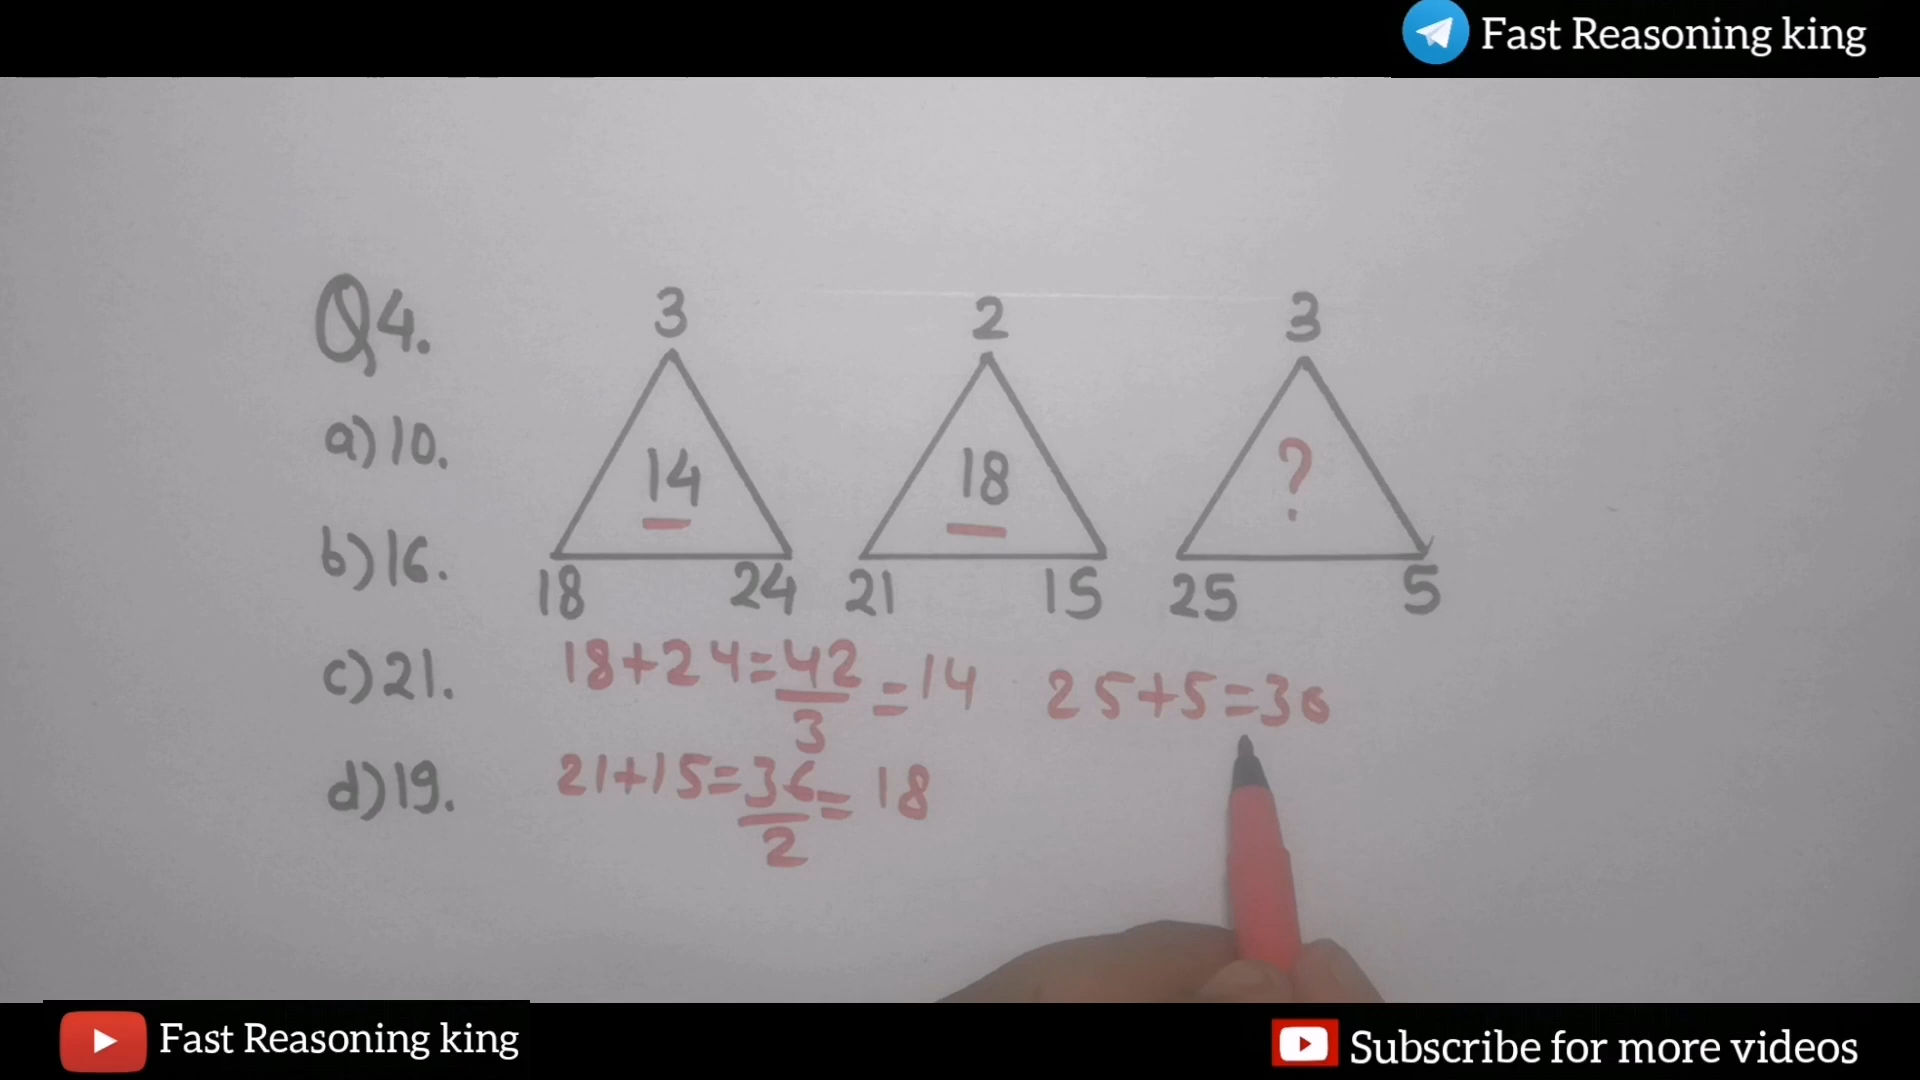 Fast Reasoning king
Q4.
3 2 3
a) 10.
14 18 ?
b) 16.
18 24 21 15 25 5
c) 21.
18+24=42/3=14
25+5=30
d) 19.
21+15=36/2=18
Fast Reasoning king
Subscribe for more videos